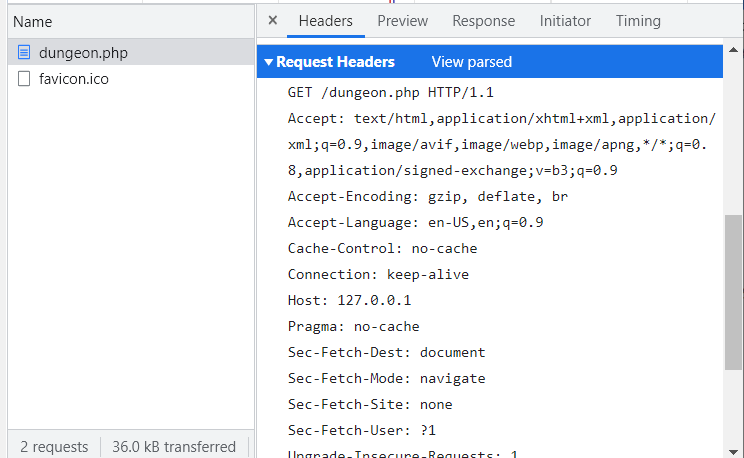 Name
dungeon.php
favicon.ico
2 requests 36.0 kB transferred
× Headers Preview Response Initiator Timing
▼ Request Headers View parsed
GET /dungeon.php HTTP/1.1
Accept: text/html,application/xhtml+xml,application/
xml;q=0.9,image/avif,image/webp,image/apng,*/*;q=0.
8,application/signed-exchange;v=b3;q=0.9
Accept-Encoding: gzip, deflate, br
Accept-Language: en-US,en;q=0.9
Cache-Control: no-cache
Connection: keep-alive
Host: 127.0.0.1
Pragma: no-cache
Sec-Fetch-Dest: document
Sec-Fetch-Mode: navigate
Sec-Fetch-Site: none
Sec-Fetch-User: ?1
Upgrade-Insecure-Requests: 1